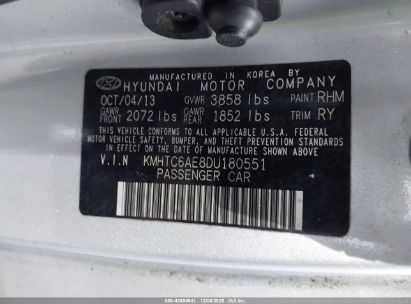 MANUFACTURED IN KOREA BY
HYUNDAI MOTOR COMPANY
OCT/04/13 GVWR 3858 lbs PAINT RHM
GAWR FRONT 2072 lbs GAWR REAR 1852 lbs TRIM RY
THIS VEHICLE CONFORMS TO ALL APPLICABLE U.S.
FEDERAL MOTOR VEHICLE SAFETY, BUMPER, AND THEFT
PREVENTION STANDARDS IN EFFECT ON THE
DATE OF MANUFACTURE SHOWN ABOVE
V.I.N KMHTC6AE8DU180551
PASSENGER CAR